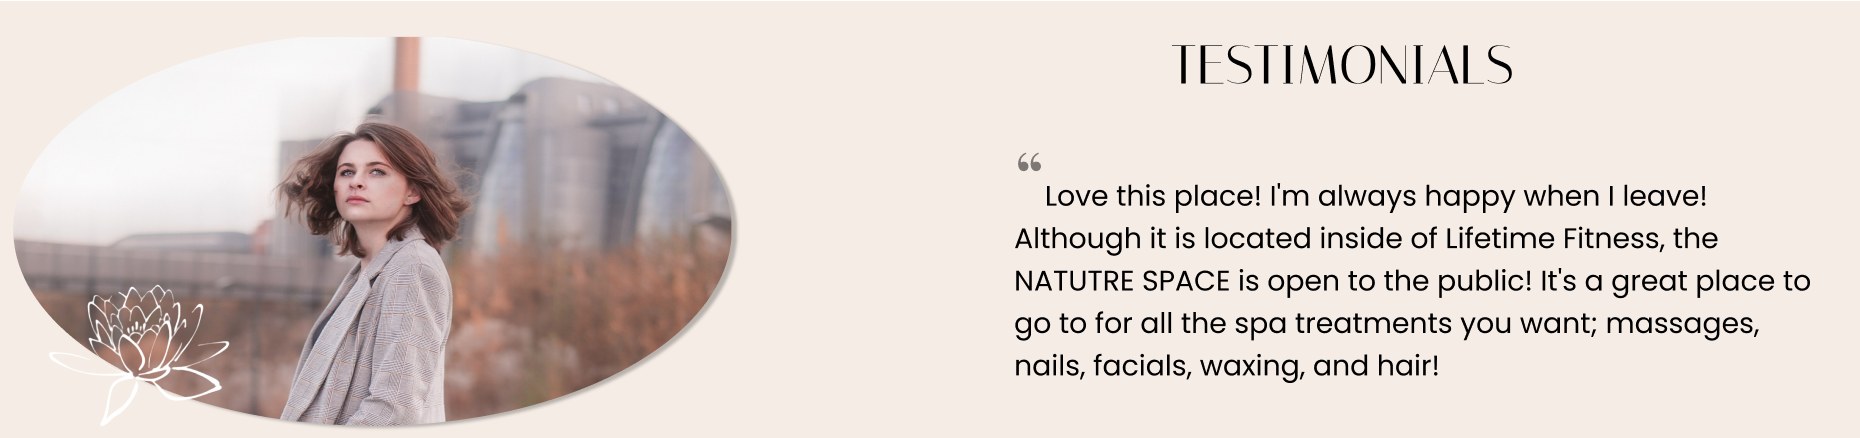 TESTIMONIALS
“
Love this place! I'm always happy when I leave!
Although it is located inside of Lifetime Fitness, the
NATUTRE SPACE is open to the public! It's a great place to
go to for all the spa treatments you want; massages,
nails, facials, waxing, and hair!